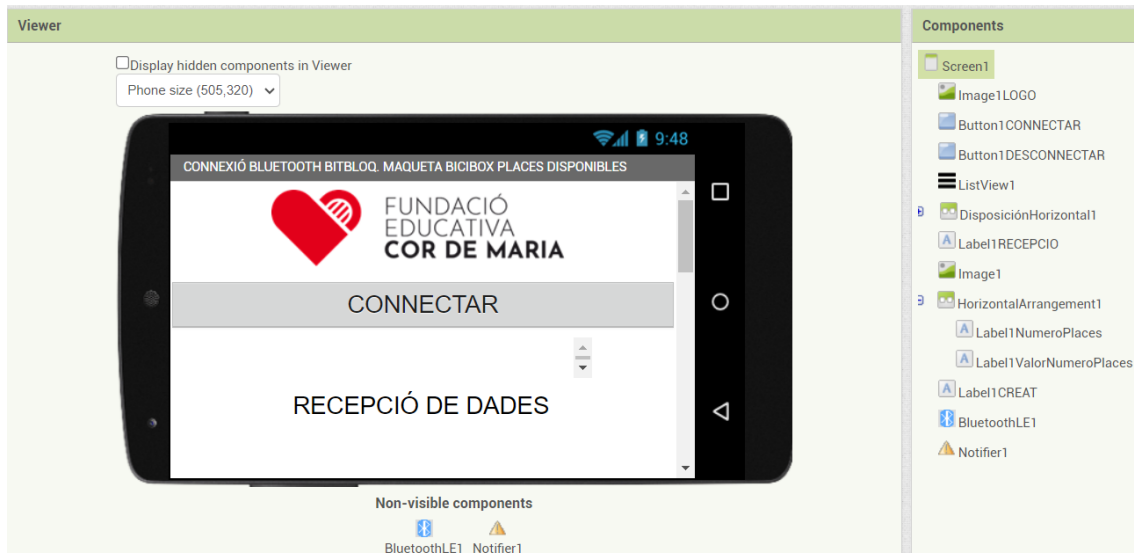 Viewer
Display hidden components in Viewer
Phone size (505,320)
9:48
CONNEXIÓ BLUETOOTH BITBLOQ. MAQUETA BICIBOX PLACES DISPONIBLES
FUNDACIÓ
EDUCATIVA
COR DE MARIA
CONNECTAR
RECEPCIÓ DE DADES
Non-visible components
BluetoothLE1 Notifier1
Components
Screen1
Image1LOGO
Button1CONNECTAR
Button1DESCONNECTAR
ListView1
DisposiciónHorizontal1
Label1RECEPCIO
Image1
HorizontalArrangement1
Label1NumeroPlaces
Label1ValorNumeroPlaces
Label1CREAT
BluetoothLE1
Notifier1